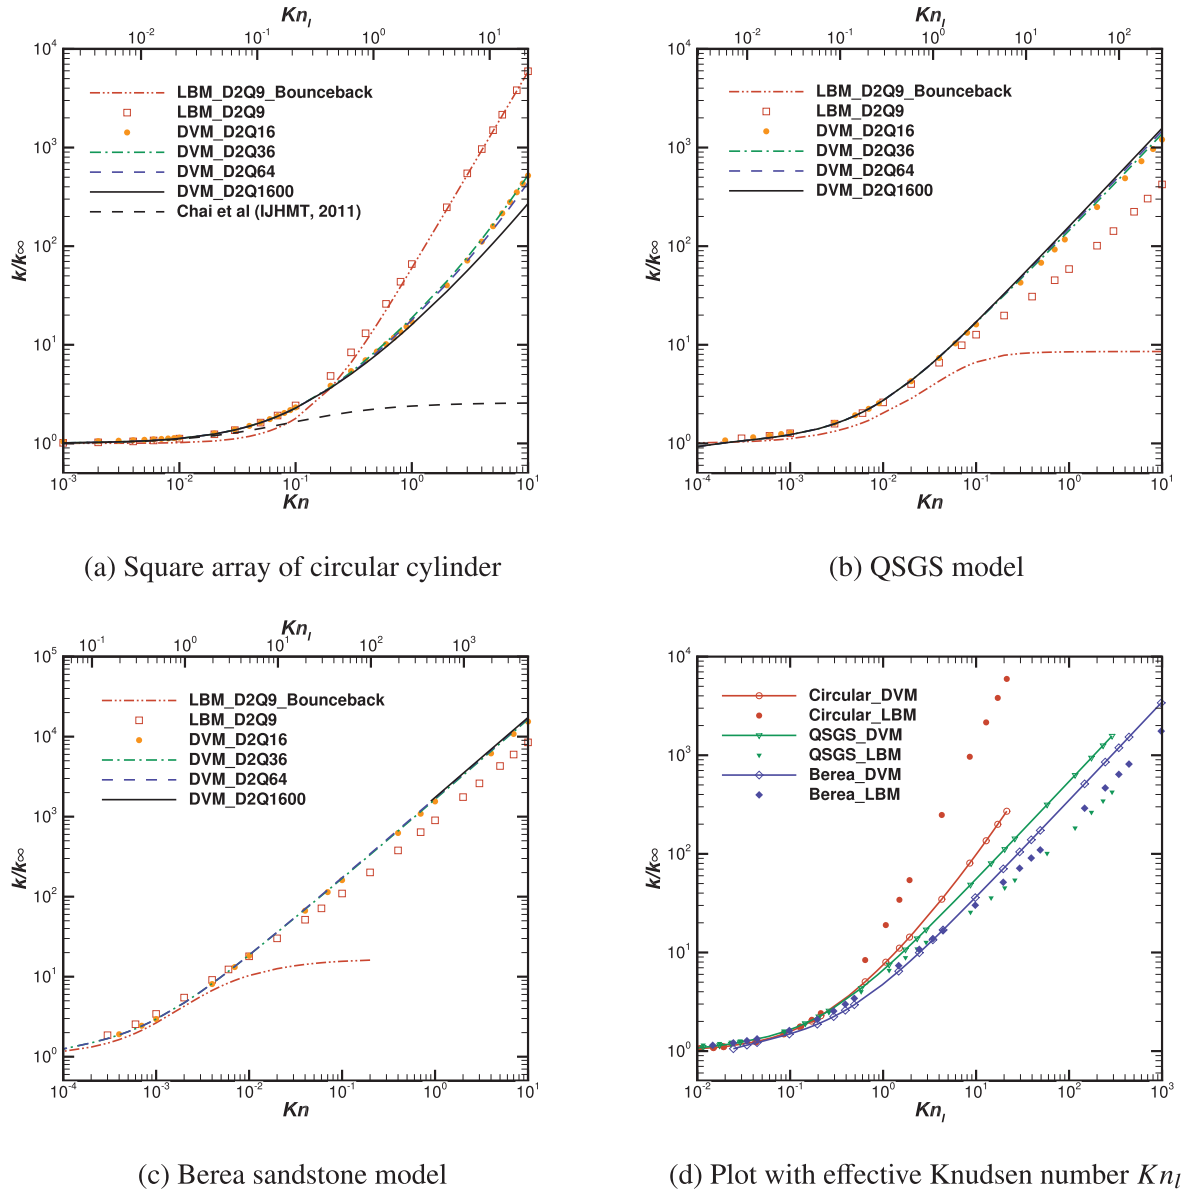 Kn_l
10^-2 10^-1 10^0 10^1
10^4
10^3
10^2
10^1
10^0
k/k∞
LBM_D2Q9_Bounceback
LBM_D2Q9
DVM_D2Q16
DVM_D2Q36
DVM_D2Q64
DVM_D2Q1600
Chai et al (IJHMT, 2011)
10^-3 10^-2 10^-1 10^0 10^1
Kn
(a) Square array of circular cylinder
Kn_l
10^-2 10^-1 10^0 10^1 10^2
10^4
10^3
10^2
10^1
10^0
k/k∞
LBM_D2Q9_Bounceback
LBM_D2Q9
DVM_D2Q16
DVM_D2Q36
DVM_D2Q64
DVM_D2Q1600
10^-4 10^-3 10^-2 10^-1 10^0 10^1
Kn
(b) QSGS model
Kn_l
10^-1 10^0 10^1 10^2 10^3
10^5
10^4
10^3
10^2
10^1
10^0
k/k∞
LBM_D2Q9_Bounceback
LBM_D2Q9
DVM_D2Q16
DVM_D2Q36
DVM_D2Q64
DVM_D2Q1600
10^-4 10^-3 10^-2 10^-1 10^0 10^1
Kn
(c) Berea sandstone model
10^4
10^3
10^2
10^1
10^0
k/k∞
Circular_DVM
Circular_LBM
QSGS_DVM
QSGS_LBM
Berea_DVM
Berea_LBM
10^-2 10^-1 10^0 10^1 10^2 10^3
Kn_l
(d) Plot with effective Knudsen number Kn_l